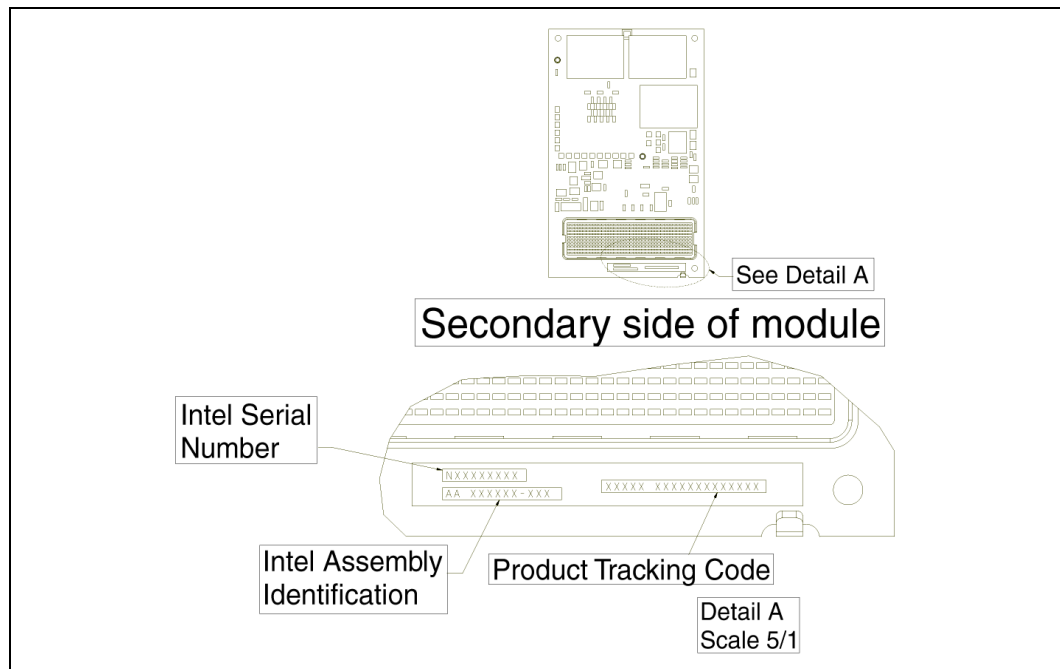 See Detail A
Secondary side of module
Intel Serial
Number
NXXXXXXXX
AA XXXXXX-XXX
XXXXX XXXXXXXXXXXXX
Intel Assembly
Identification
Product Tracking Code
Detail A
Scale 5/1